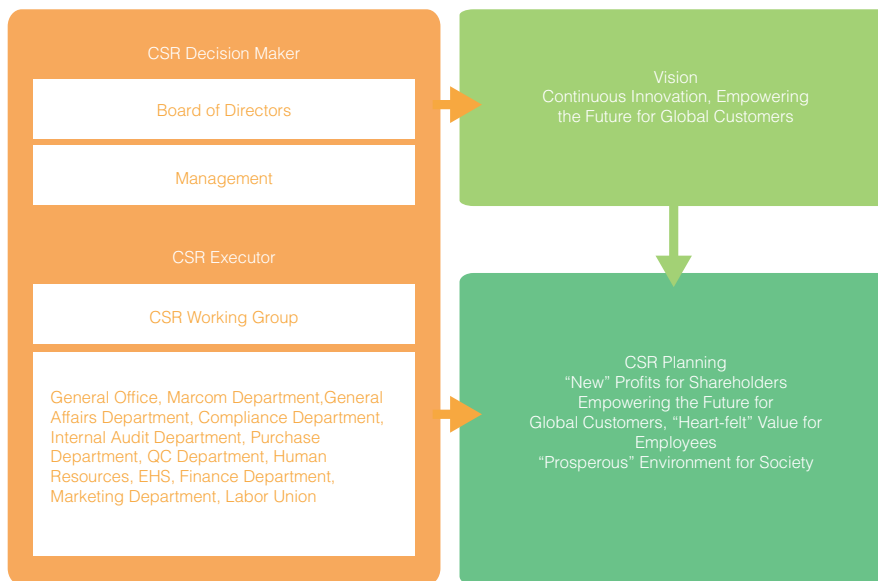 CSR Decision Maker
Board of Directors
Management
CSR Executor
CSR Working Group
General Office, Marcom Department,General
Affairs Department, Compliance Department,
Internal Audit Department, Purchase
Department, QC Department, Human
Resources, EHS, Finance Department,
Marketing Department, Labor Union
Vision
Continuous Innovation, Empowering
the Future for Global Customers
CSR Planning
“New” Profits for Shareholders
Empowering the Future for
Global Customers, “Heart-felt” Value for
Employees
“Prosperous” Environment for Society